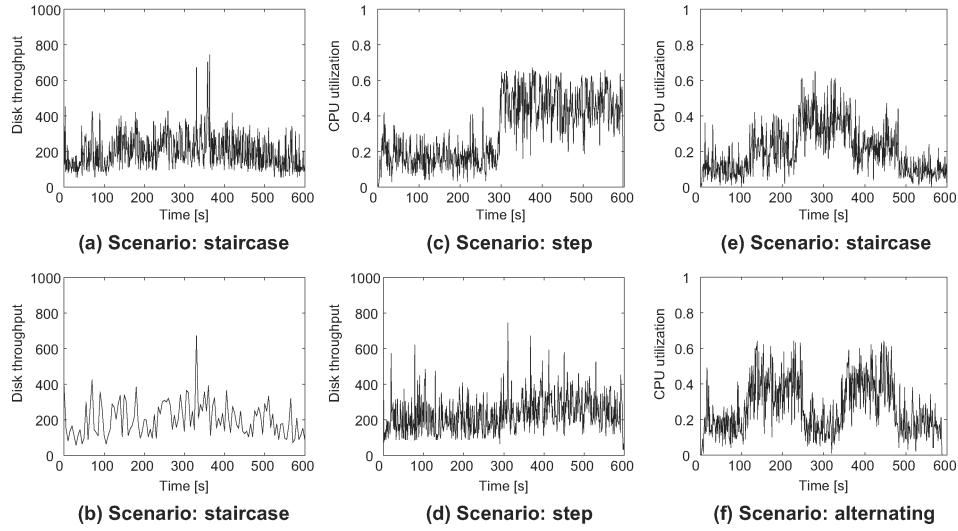 1000
800
600
400
200
0
Disk throughput
0 100 200 300 400 500 600
Time [s]
(a) Scenario: staircase
1
0.8
0.6
0.4
0.2
0
CPU utilization
0 100 200 300 400 500 600
Time [s]
(c) Scenario: step
1
0.8
0.6
0.4
0.2
0
CPU utilization
0 100 200 300 400 500 600
Time [s]
(e) Scenario: staircase
1000
800
600
400
200
0
Disk throughput
0 100 200 300 400 500 600
Time [s]
(b) Scenario: staircase
1000
800
600
400
200
0
Disk throughput
0 100 200 300 400 500 600
Time [s]
(d) Scenario: step
1
0.8
0.6
0.4
0.2
0
CPU utilization
0 100 200 300 400 500 600
Time [s]
(f) Scenario: alternating